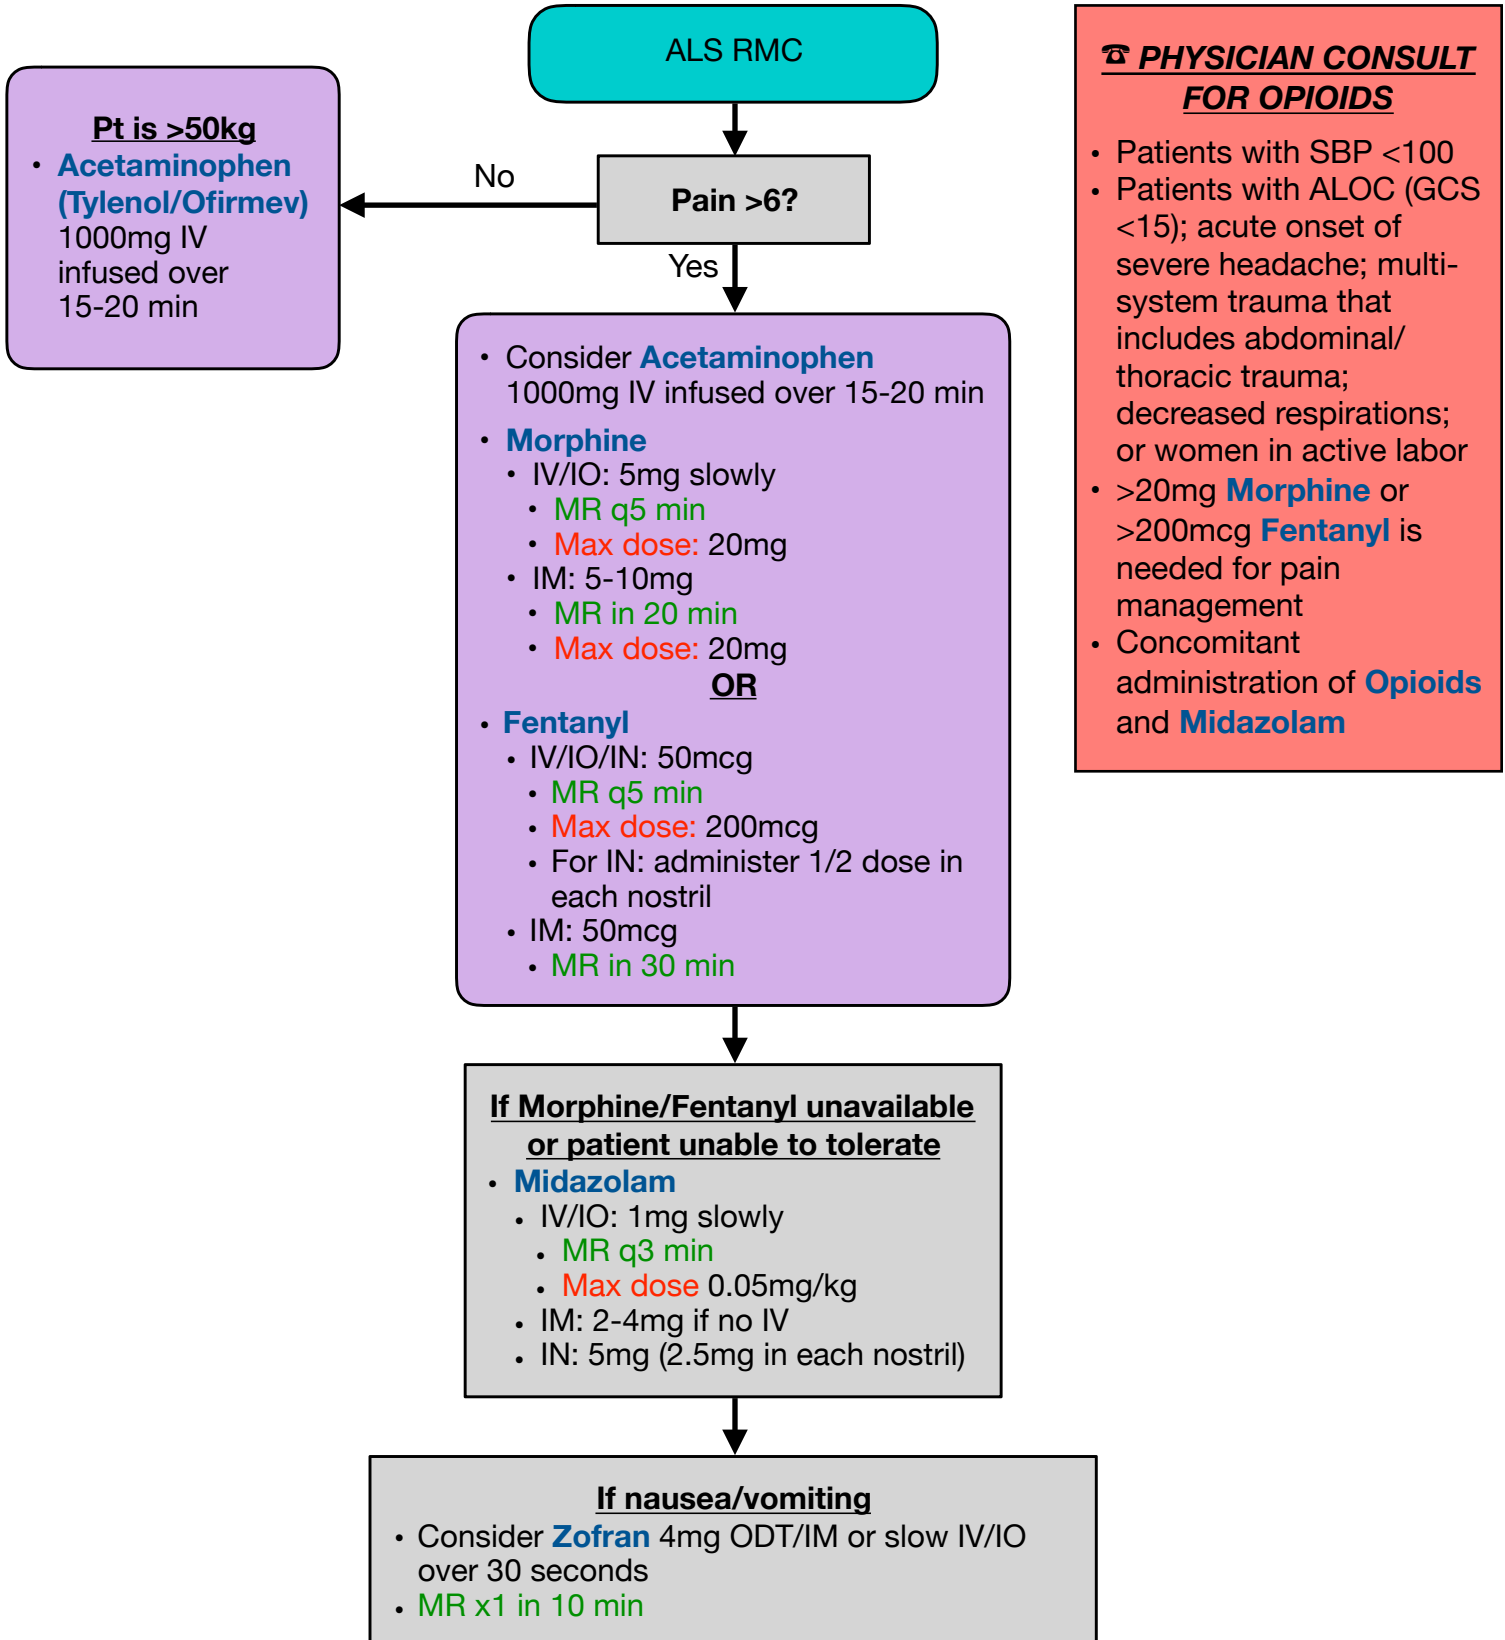 ALS RMC
Pt is >50kg
• Acetaminophen
(Tylenol/Ofirmev)
1000mg IV
infused over
15-20 min
No
Pain >6?
Yes
• Consider Acetaminophen
1000mg IV infused over 15-20 min
• Morphine
• IV/IO: 5mg slowly
• MR q5 min
• Max dose: 20mg
• IM: 5-10mg
• MR in 20 min
• Max dose: 20mg
OR
• Fentanyl
• IV/IO/IN: 50mcg
• MR q5 min
• Max dose: 200mcg
• For IN: administer 1/2 dose in
each nostril
• IM: 50mcg
• MR in 30 min
If Morphine/Fentanyl unavailable
or patient unable to tolerate
• Midazolam
• IV/IO: 1mg slowly
• MR q3 min
• Max dose 0.05mg/kg
• IM: 2-4mg if no IV
• IN: 5mg (2.5mg in each nostril)
If nausea/vomiting
• Consider Zofran 4mg ODT/IM or slow IV/IO
over 30 seconds
• MR x1 in 10 min
☎ PHYSICIAN CONSULT
FOR OPIOIDS
• Patients with SBP <100
• Patients with ALOC (GCS
<15); acute onset of
severe headache; multi-
system trauma that
includes abdominal/
thoracic trauma;
decreased respirations;
or women in active labor
• >20mg Morphine or
>200mcg Fentanyl is
needed for pain
management
• Concomitant
administration of Opioids
and Midazolam